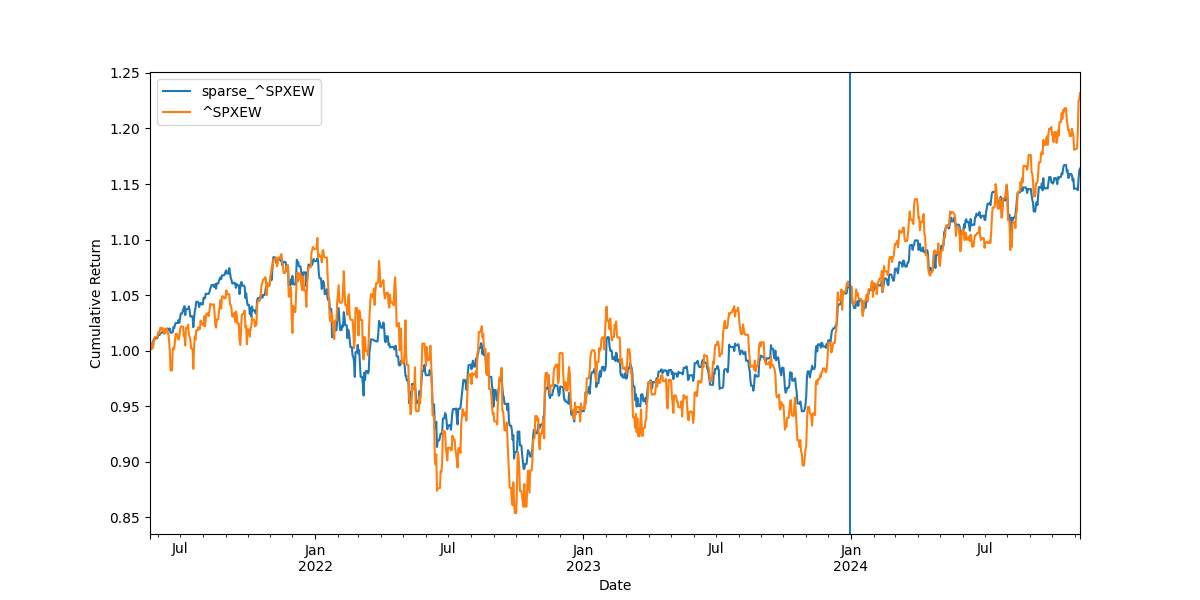 sparse_^SPXEW
^SPXEW
1.25
1.20
1.15
1.10
1.05
1.00
0.95
0.90
0.85
Cumulative Return
Jul
Jan
2022
Jul
Jan
2023
Jul
Jan
2024
Jul
Date